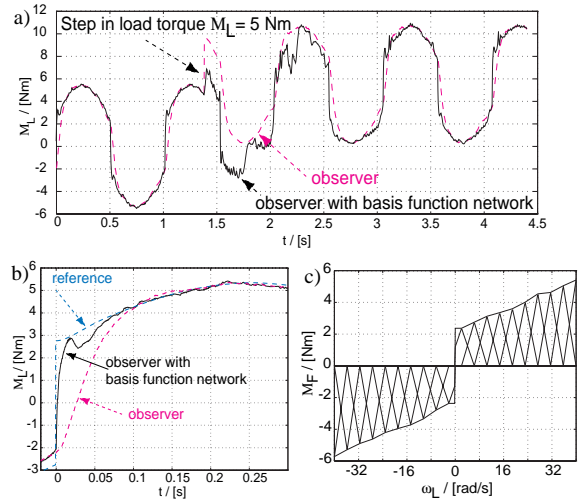 a)
Step in load torque M_L = 5 Nm
M_L / [Nm]
12
10
8
6
4
2
0
-2
-4
-6
observer
observer with basis function network
0 0.5 1 1.5 2 2.5 3 3.5 4 4.5
t / [s]
b)
M_L / [Nm]
6
5
4
3
2
1
0
-1
-2
-3
reference
observer with
basis function network
observer
0 0.05 0.1 0.15 0.2 0.25
t / [s]
c)
M_F / [Nm]
4
2
0
-2
-4
-6
-32 -16 0 16 32
ω_L / [rad/s]